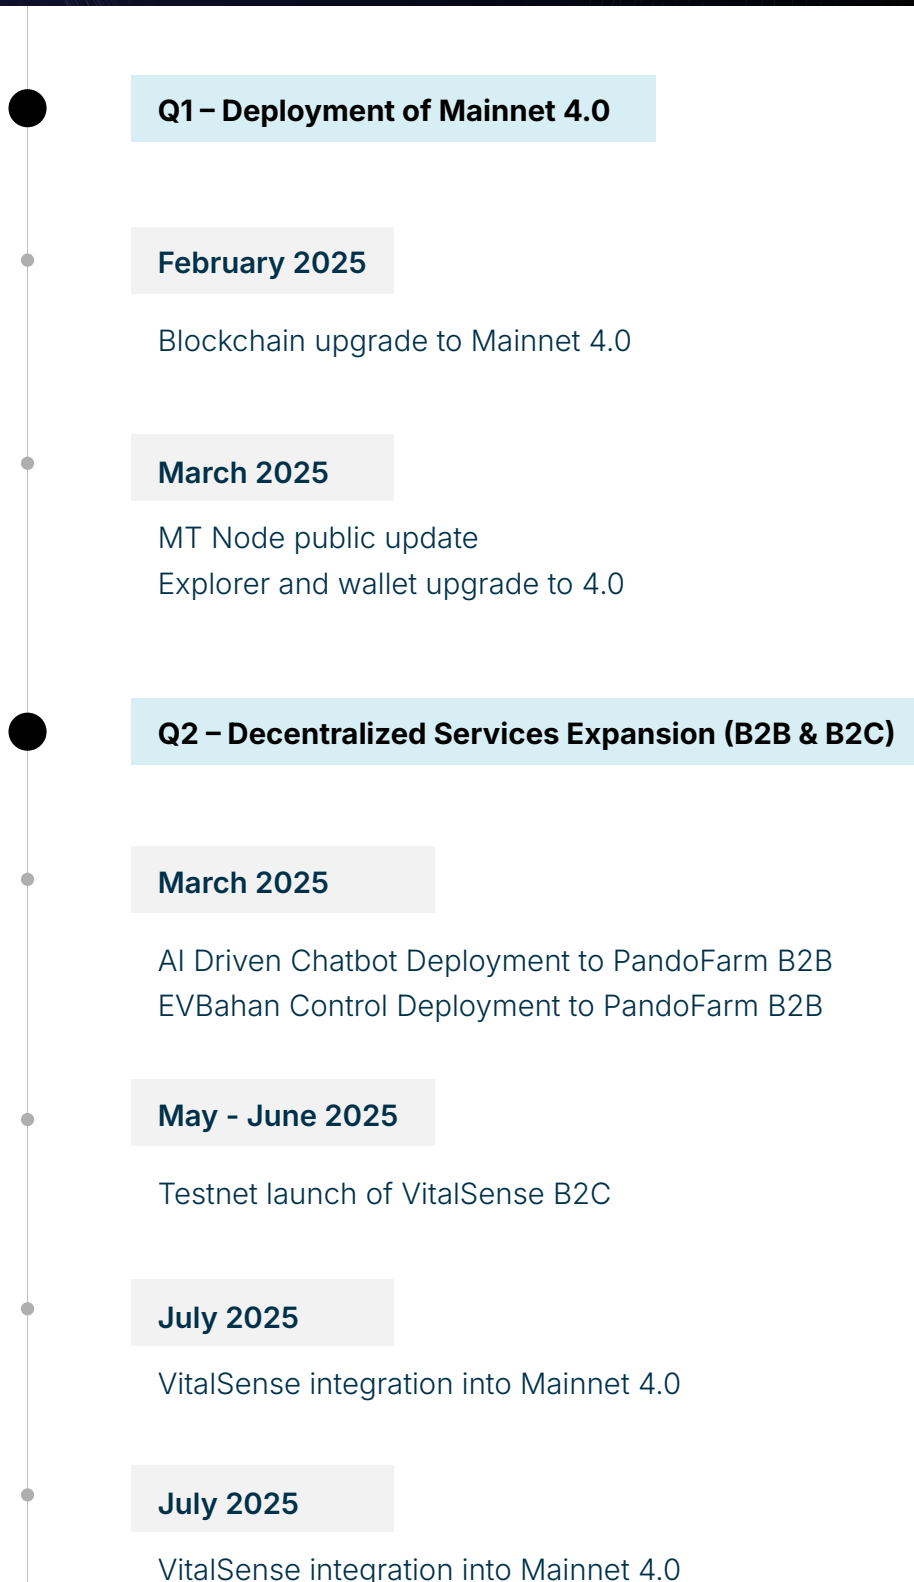 Q1 – Deployment of Mainnet 4.0
February 2025
Blockchain upgrade to Mainnet 4.0
March 2025
MT Node public update
Explorer and wallet upgrade to 4.0
Q2 – Decentralized Services Expansion (B2B & B2C)
March 2025
AI Driven Chatbot Deployment to PandoFarm B2B
EVBahan Control Deployment to PandoFarm B2B
May - June 2025
Testnet launch of VitalSense B2C
July 2025
VitalSense integration into Mainnet 4.0
July 2025
VitalSense integration into Mainnet 4.0